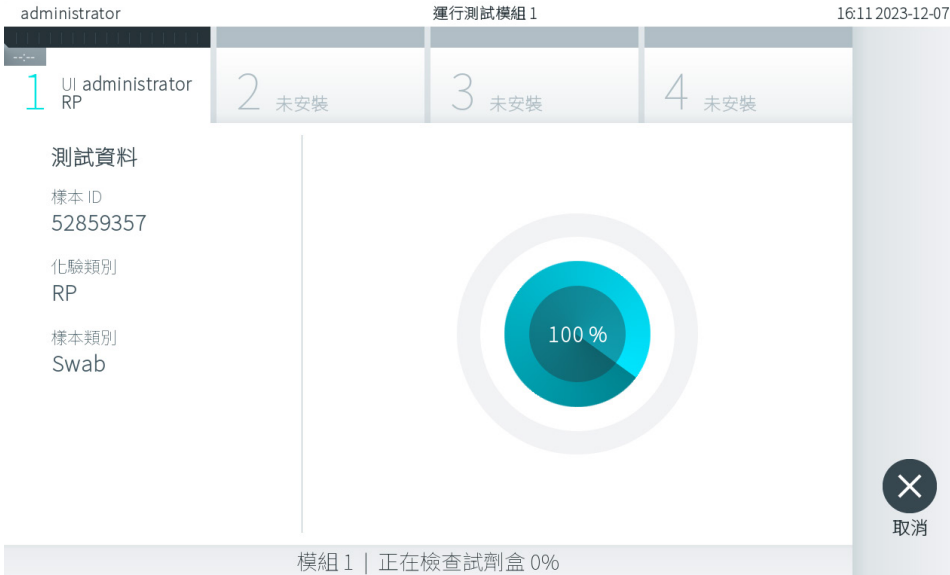 administrator
運行測試模組 1
16:11 2023-12-07
--:--
1 UI administrator
RP
2 未安裝
3 未安裝
4 未安裝
測試資料
樣本 ID
52859357
化驗類別
RP
樣本類別
Swab
100 %
取消
模組 1 | 正在檢查試劑盒 0%